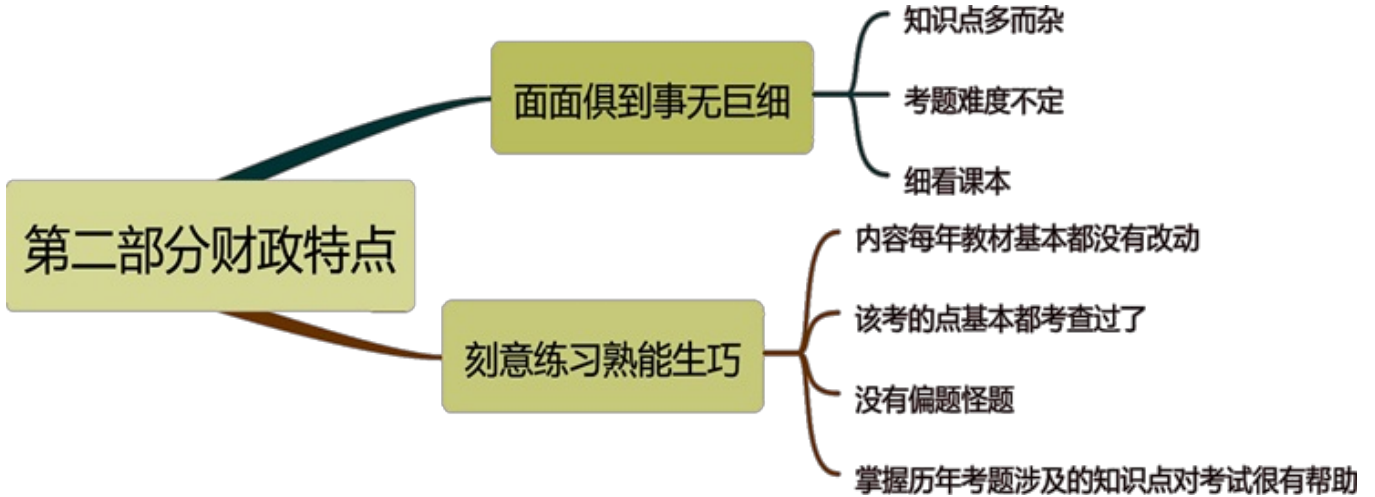 第二部分财政特点
面面俱到事无巨细
知识点多而杂
考题难度不定
细看课本
刻意练习熟能生巧
内容每年教材基本都没有改动
该考的点基本都考查过了
没有偏题怪题
掌握历年考题涉及的知识点对考试很有帮助